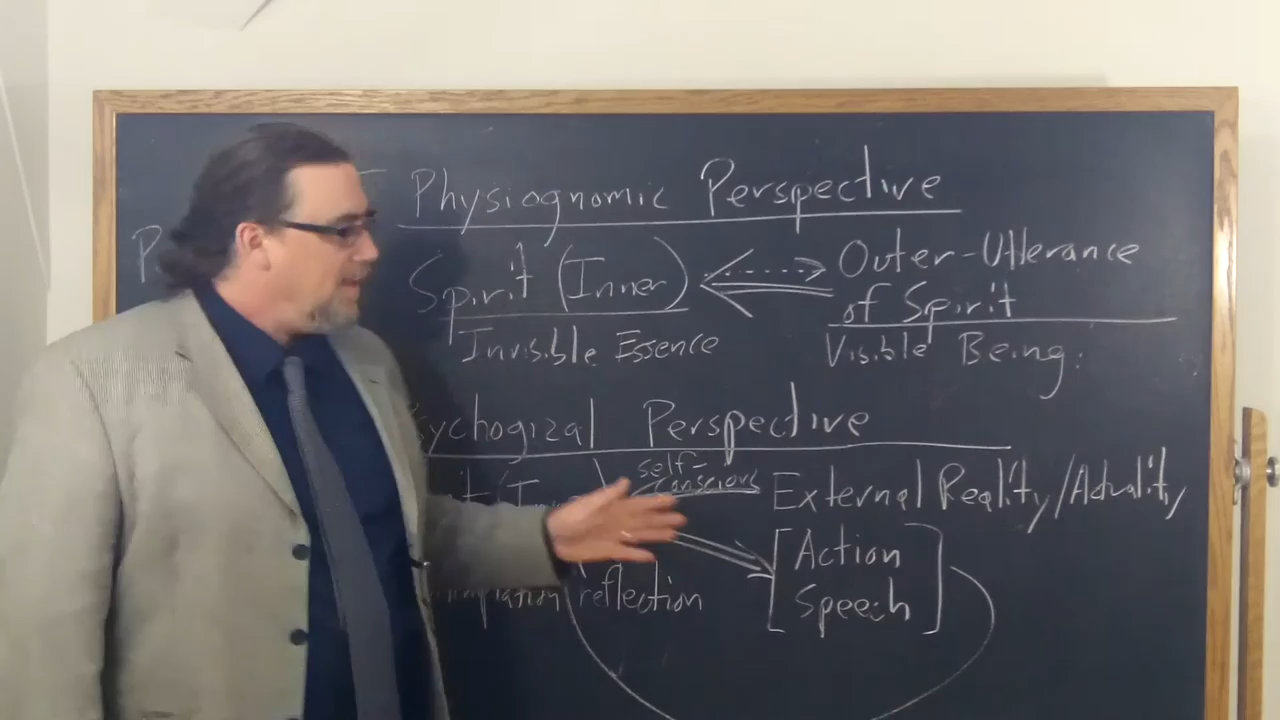 Physiognomic Perspective
Spirit (Inner) Outer-Utterance
of Spirit
Invisible Essence Visible Being:
ychogizal Perspective
self-
conscious External Reality/Actuality
Action
reflection Speech